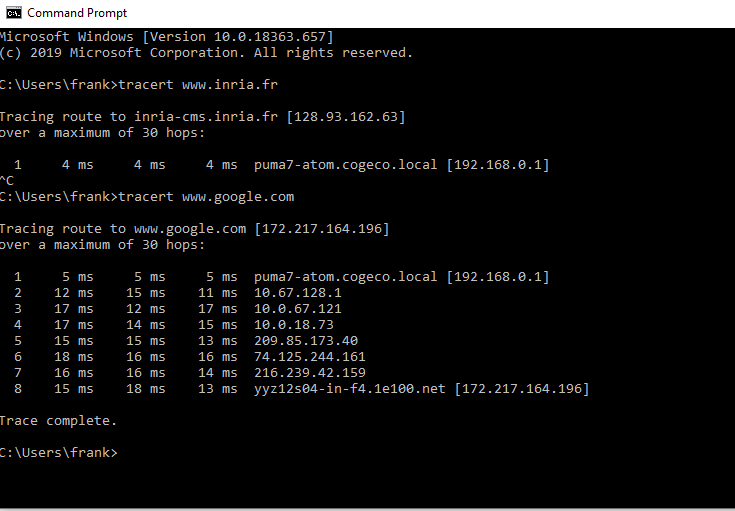 Command Prompt
Microsoft Windows [Version 10.0.18363.657]
(c) 2019 Microsoft Corporation. All rights reserved.
C:\Users\frank>tracert www.inria.fr
Tracing route to inria-cms.inria.fr [128.93.162.63]
over a maximum of 30 hops:
1 4 ms 4 ms 4 ms puma7-atom.cogeco.local [192.168.0.1]
^C
C:\Users\frank>tracert www.google.com
Tracing route to www.google.com [172.217.164.196]
over a maximum of 30 hops:
1 5 ms 5 ms 5 ms puma7-atom.cogeco.local [192.168.0.1]
2 12 ms 15 ms 11 ms 10.67.128.1
3 17 ms 12 ms 17 ms 10.0.67.121
4 17 ms 14 ms 15 ms 10.0.18.73
5 15 ms 15 ms 13 ms 209.85.173.40
6 18 ms 16 ms 16 ms 74.125.244.161
7 16 ms 16 ms 14 ms 216.239.42.159
8 15 ms 18 ms 13 ms yyz12s04-in-f4.1e100.net [172.217.164.196]
Trace complete.
C:\Users\frank>